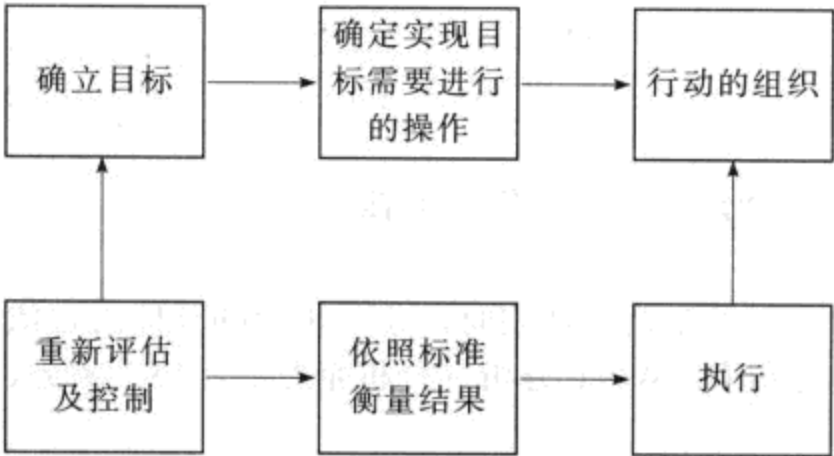 确立目标
确定实现目
标需要进行
的操作
行动的组织
重新评估
及控制
依照标准
衡量结果
执行